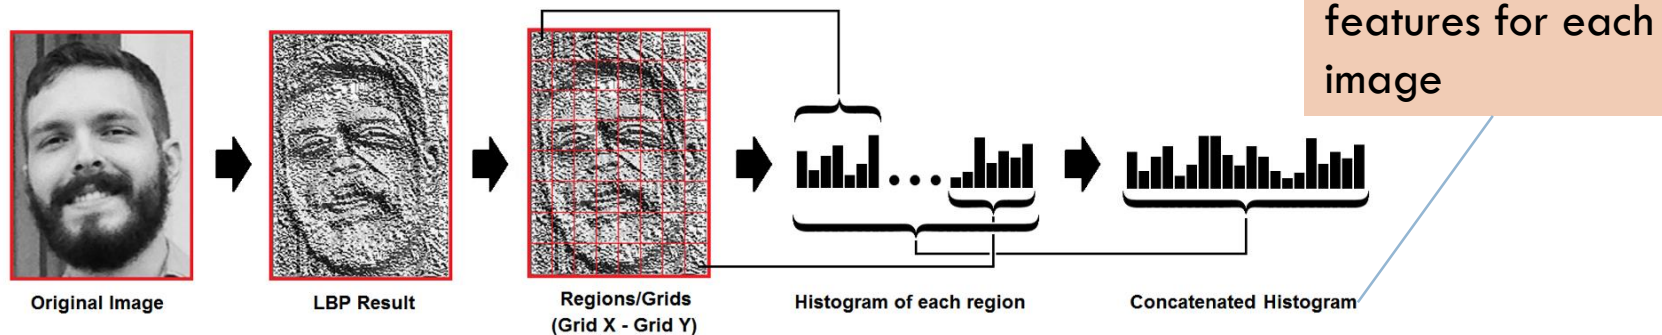 features for each
image
Original Image
LBP Result
Regions/Grids
(Grid X - Grid Y)
Histogram of each region
Concatenated Histogram